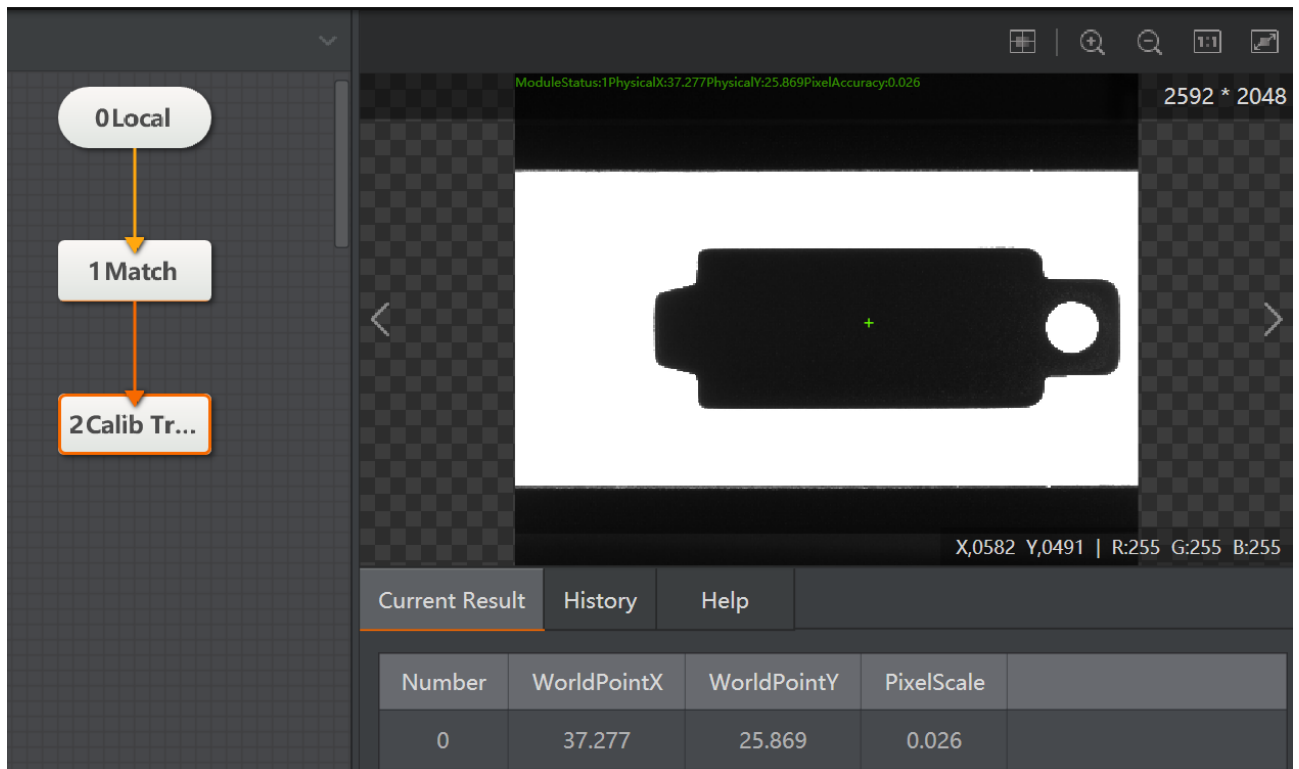 0Local
1Match
2Calib Tr...
1:1
ModuleStatus:1PhysicalX:37.277PhysicalY:25.869PixelAccuracy:0.026
2592 * 2048
X,0582 Y,0491 | R:255 G:255 B:255
Current Result History Help
Number WorldPointX WorldPointY PixelScale
0 37.277 25.869 0.026